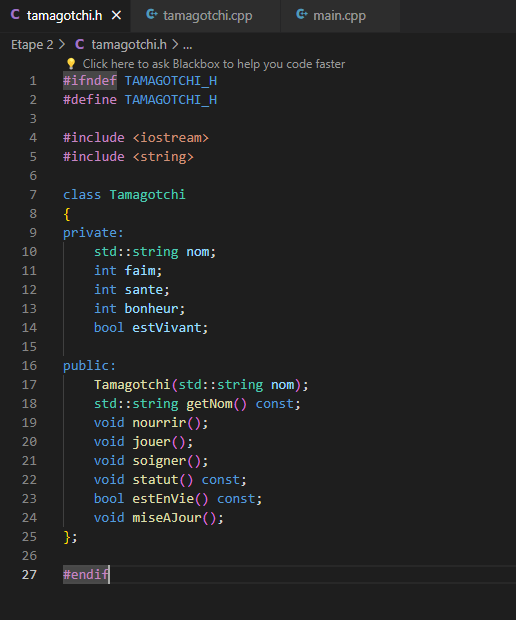 C tamagotchi.h × C++ tamagotchi.cpp C++ main.cpp
Etape 2 > C tamagotchi.h > ...
Click here to ask Blackbox to help you code faster
1 #ifndef TAMAGOTCHI_H
2 #define TAMAGOTCHI_H
3
4 #include <iostream>
5 #include <string>
6
7 class Tamagotchi
8 {
9 private:
10     std::string nom;
11     int faim;
12     int sante;
13     int bonheur;
14     bool estVivant;
15
16 public:
17     Tamagotchi(std::string nom);
18     std::string getNom() const;
19     void nourrir();
20     void jouer();
21     void soigner();
22     void statut() const;
23     bool estEnVie() const;
24     void miseAJour();
25 };
26
27 #endif